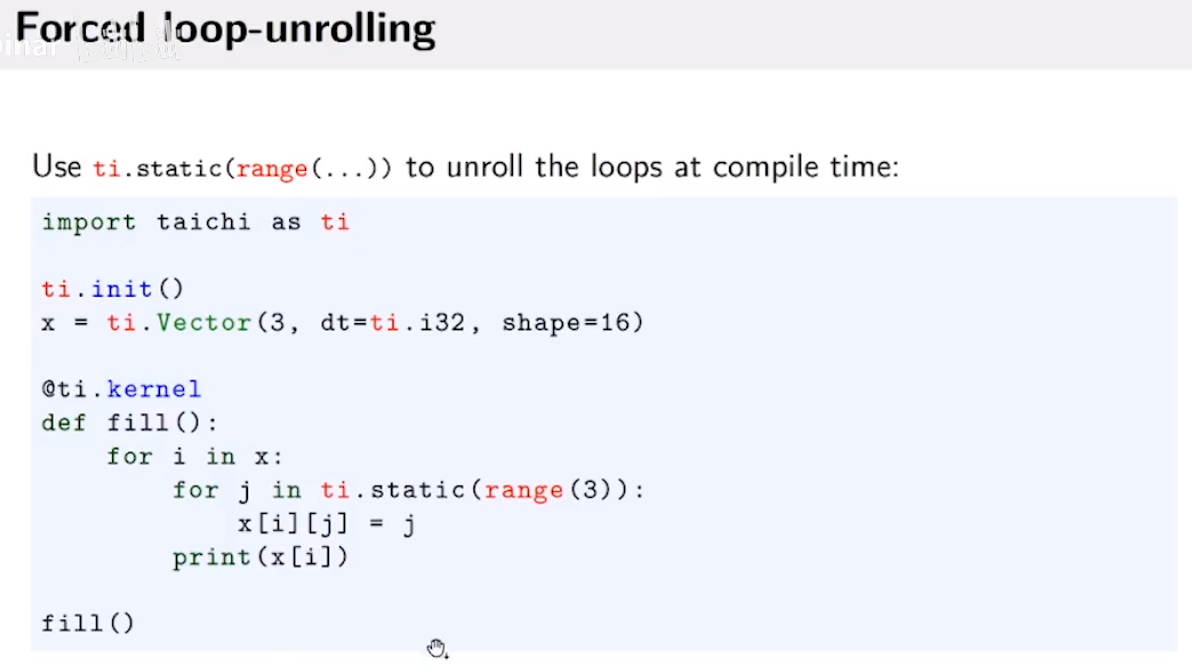 Forced loop-unrolling
inar
Use ti.static(range(...)) to unroll the loops at compile time:
import taichi as ti
ti.init()
x = ti.Vector(3, dt=ti.i32, shape=16)
@ti.kernel
def fill():
for i in x:
for j in ti.static(range(3)):
x[i][j] = j
print(x[i])
fill()